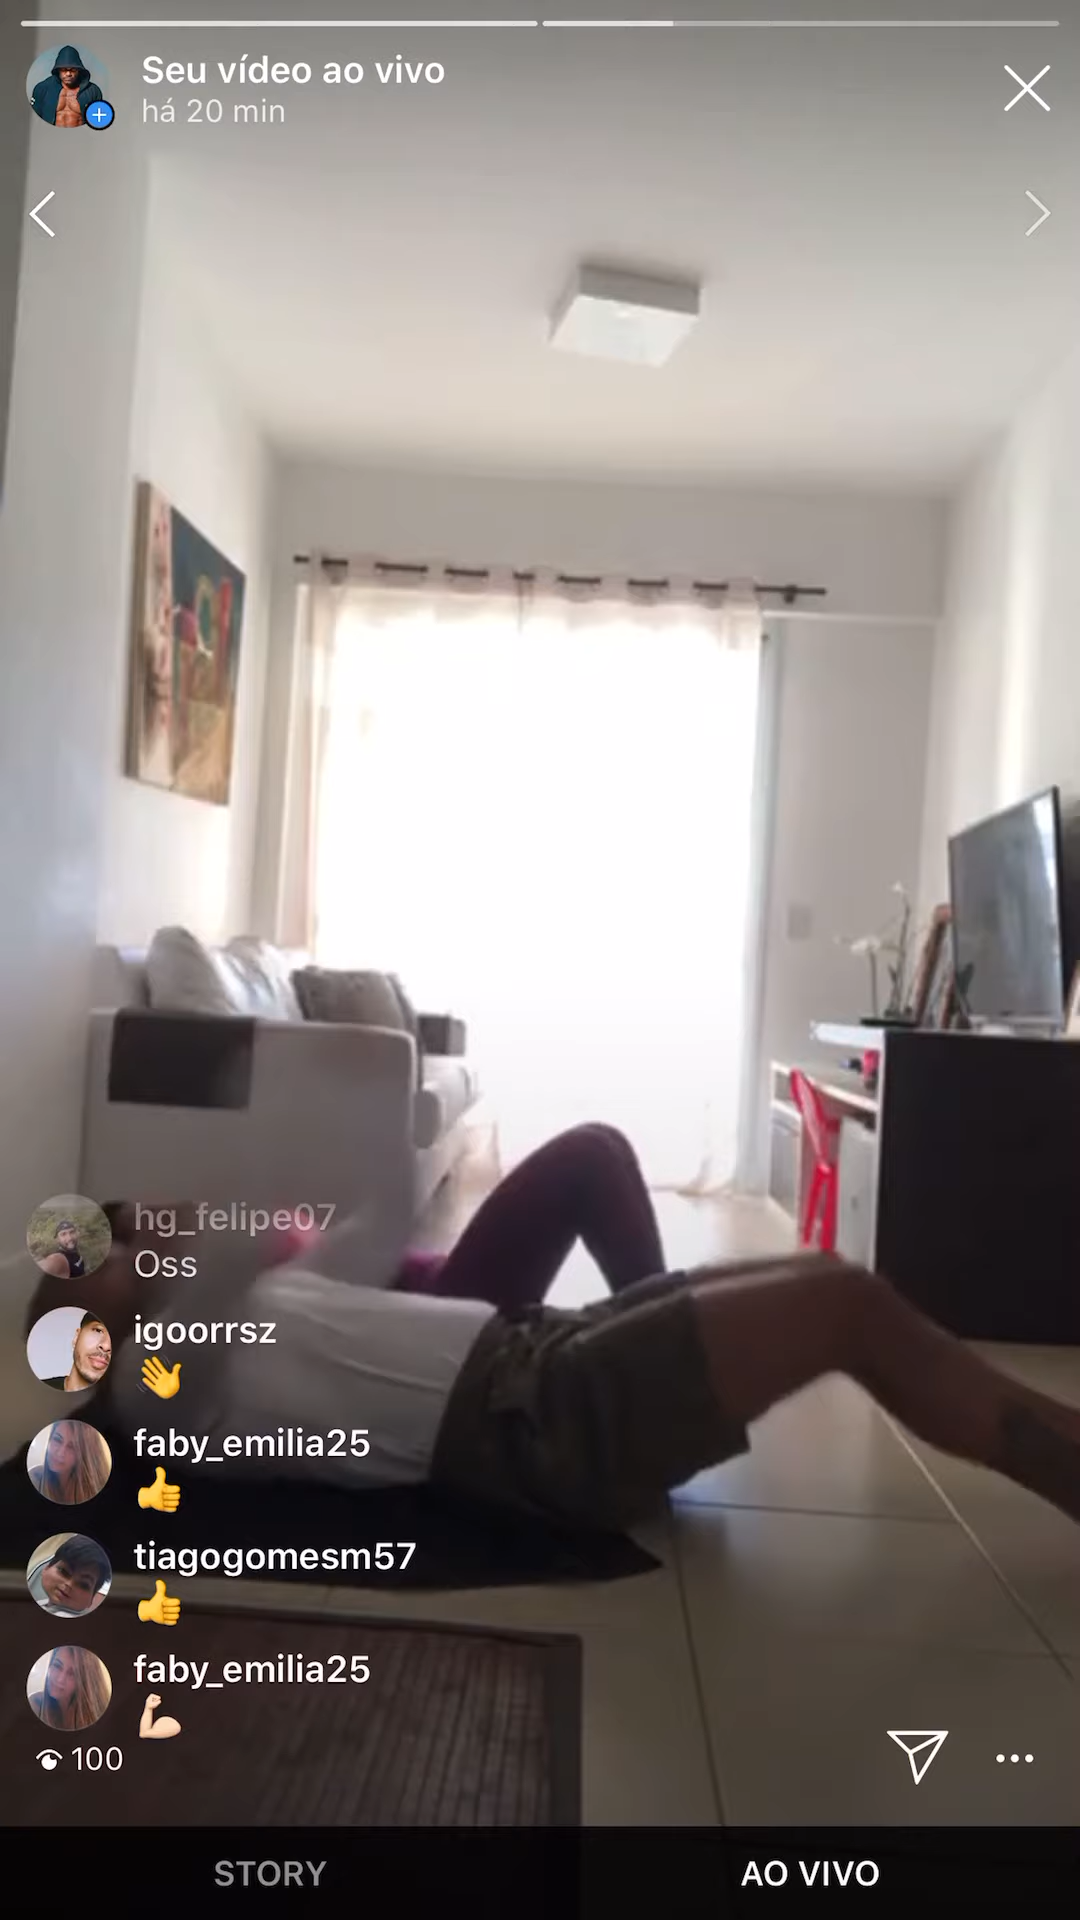 Seu vídeo ao vivo
há 20 min
hg_felipe07
Oss
igoorrsz
👋
faby_emilia25
👍
tiagogomesm57
👍
faby_emilia25
💪🏻
100
STORY
AO VIVO